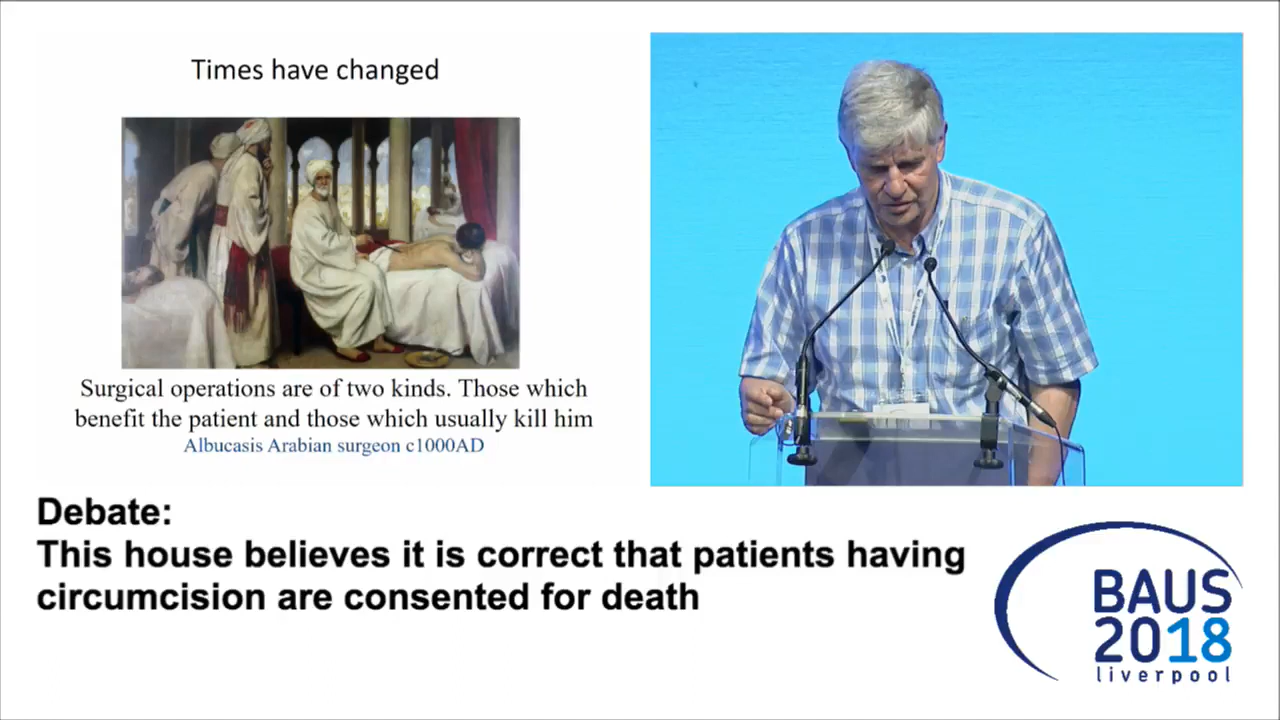 Times have changed
Surgical operations are of two kinds. Those which
benefit the patient and those which usually kill him
Albucasis Arabian surgeon c1000AD
Debate:
This house believes it is correct that patients having
circumcision are consented for death
BAUS
2018
liverpool